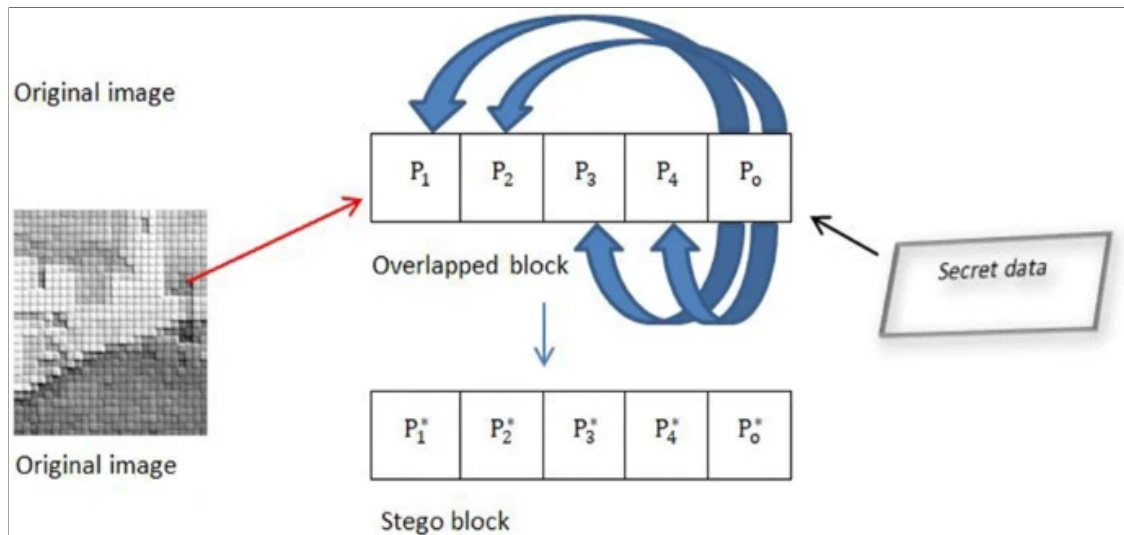 Original image
P₁ P₂ P₃ P₄ Pₒ
Overlapped block
Secret data
P₁* P₂* P₃* P₄* Pₒ*
Original image
Stego block